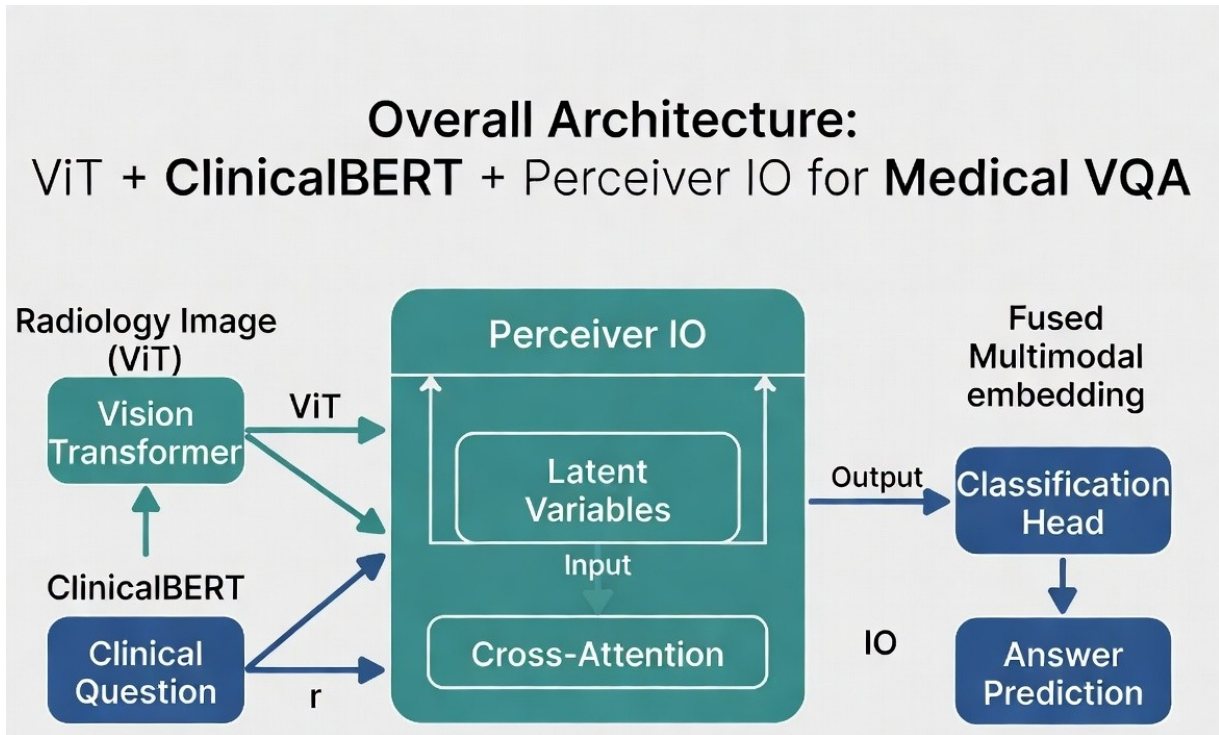 Overall Architecture:
ViT + ClinicalBERT + Perceiver IO for Medical VQA
Radiology Image
(ViT)
Vision
Transformer
ViT
ClinicalBERT
Clinical
Question
r
Perceiver IO
Latent
Variables
Input
Cross-Attention
Output
IO
Fused
Multimodal
embedding
Classification
Head
Answer
Prediction